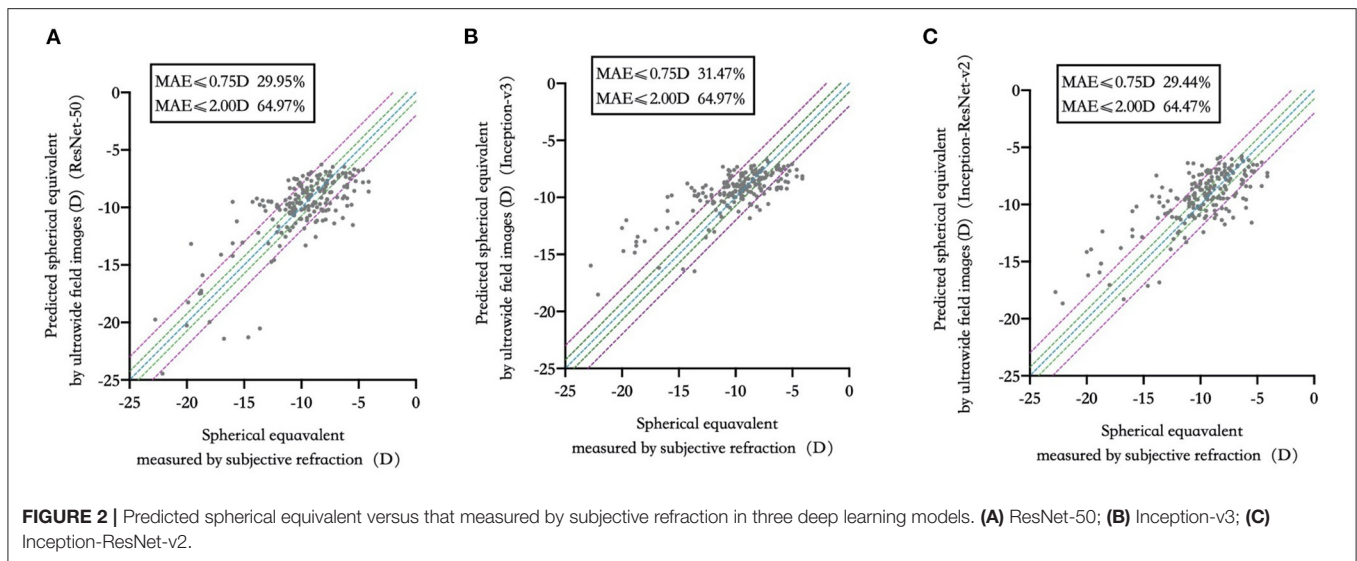 A
MAE⩽0.75D 29.95%
MAE⩽2.00D 64.97%
Predicted spherical equivalent
by ultrawide field images (D) (ResNet-50)
0
-5
-10
-15
-20
-25
-25 -20 -15 -10 -5 0
Spherical equavalent
measured by subjective refraction (D)
B
MAE⩽0.75D 31.47%
MAE⩽2.00D 64.97%
Predicted spherical equivalent
by ultrawide field images (D) (Inception-v3)
0
-5
-10
-15
-20
-25
-25 -20 -15 -10 -5 0
Spherical equavalent
measured by subjective refraction (D)
C
MAE⩽0.75D 29.44%
MAE⩽2.00D 64.47%
Predicted spherical equivalent
by ultrawide field images (D) (Inception-ResNet-v2)
0
-5
-10
-15
-20
-25
-25 -20 -15 -10 -5 0
Spherical equavalent
measured by subjective refraction (D)
FIGURE 2 | Predicted spherical equivalent versus that measured by subjective refraction in three deep learning models. (A) ResNet-50; (B) Inception-v3; (C)
Inception-ResNet-v2.